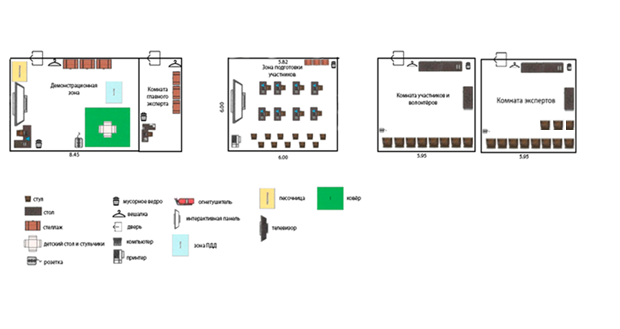 Демонстрационная
зона
Комната
главного
эксперта
8.45
5.82
Зона подготовки
участников
6.00
6.00
Комната участников и
волонтёров
5.95
Комната экспертов
5.95
стул
стол
стеллаж
детский стол и стульчики
розетка
мусорное ведро
вешалка
дверь
компьютер
принтер
огнетушитель
интерактивная панель
зона ПДД
песочница
телевизор
ковёр